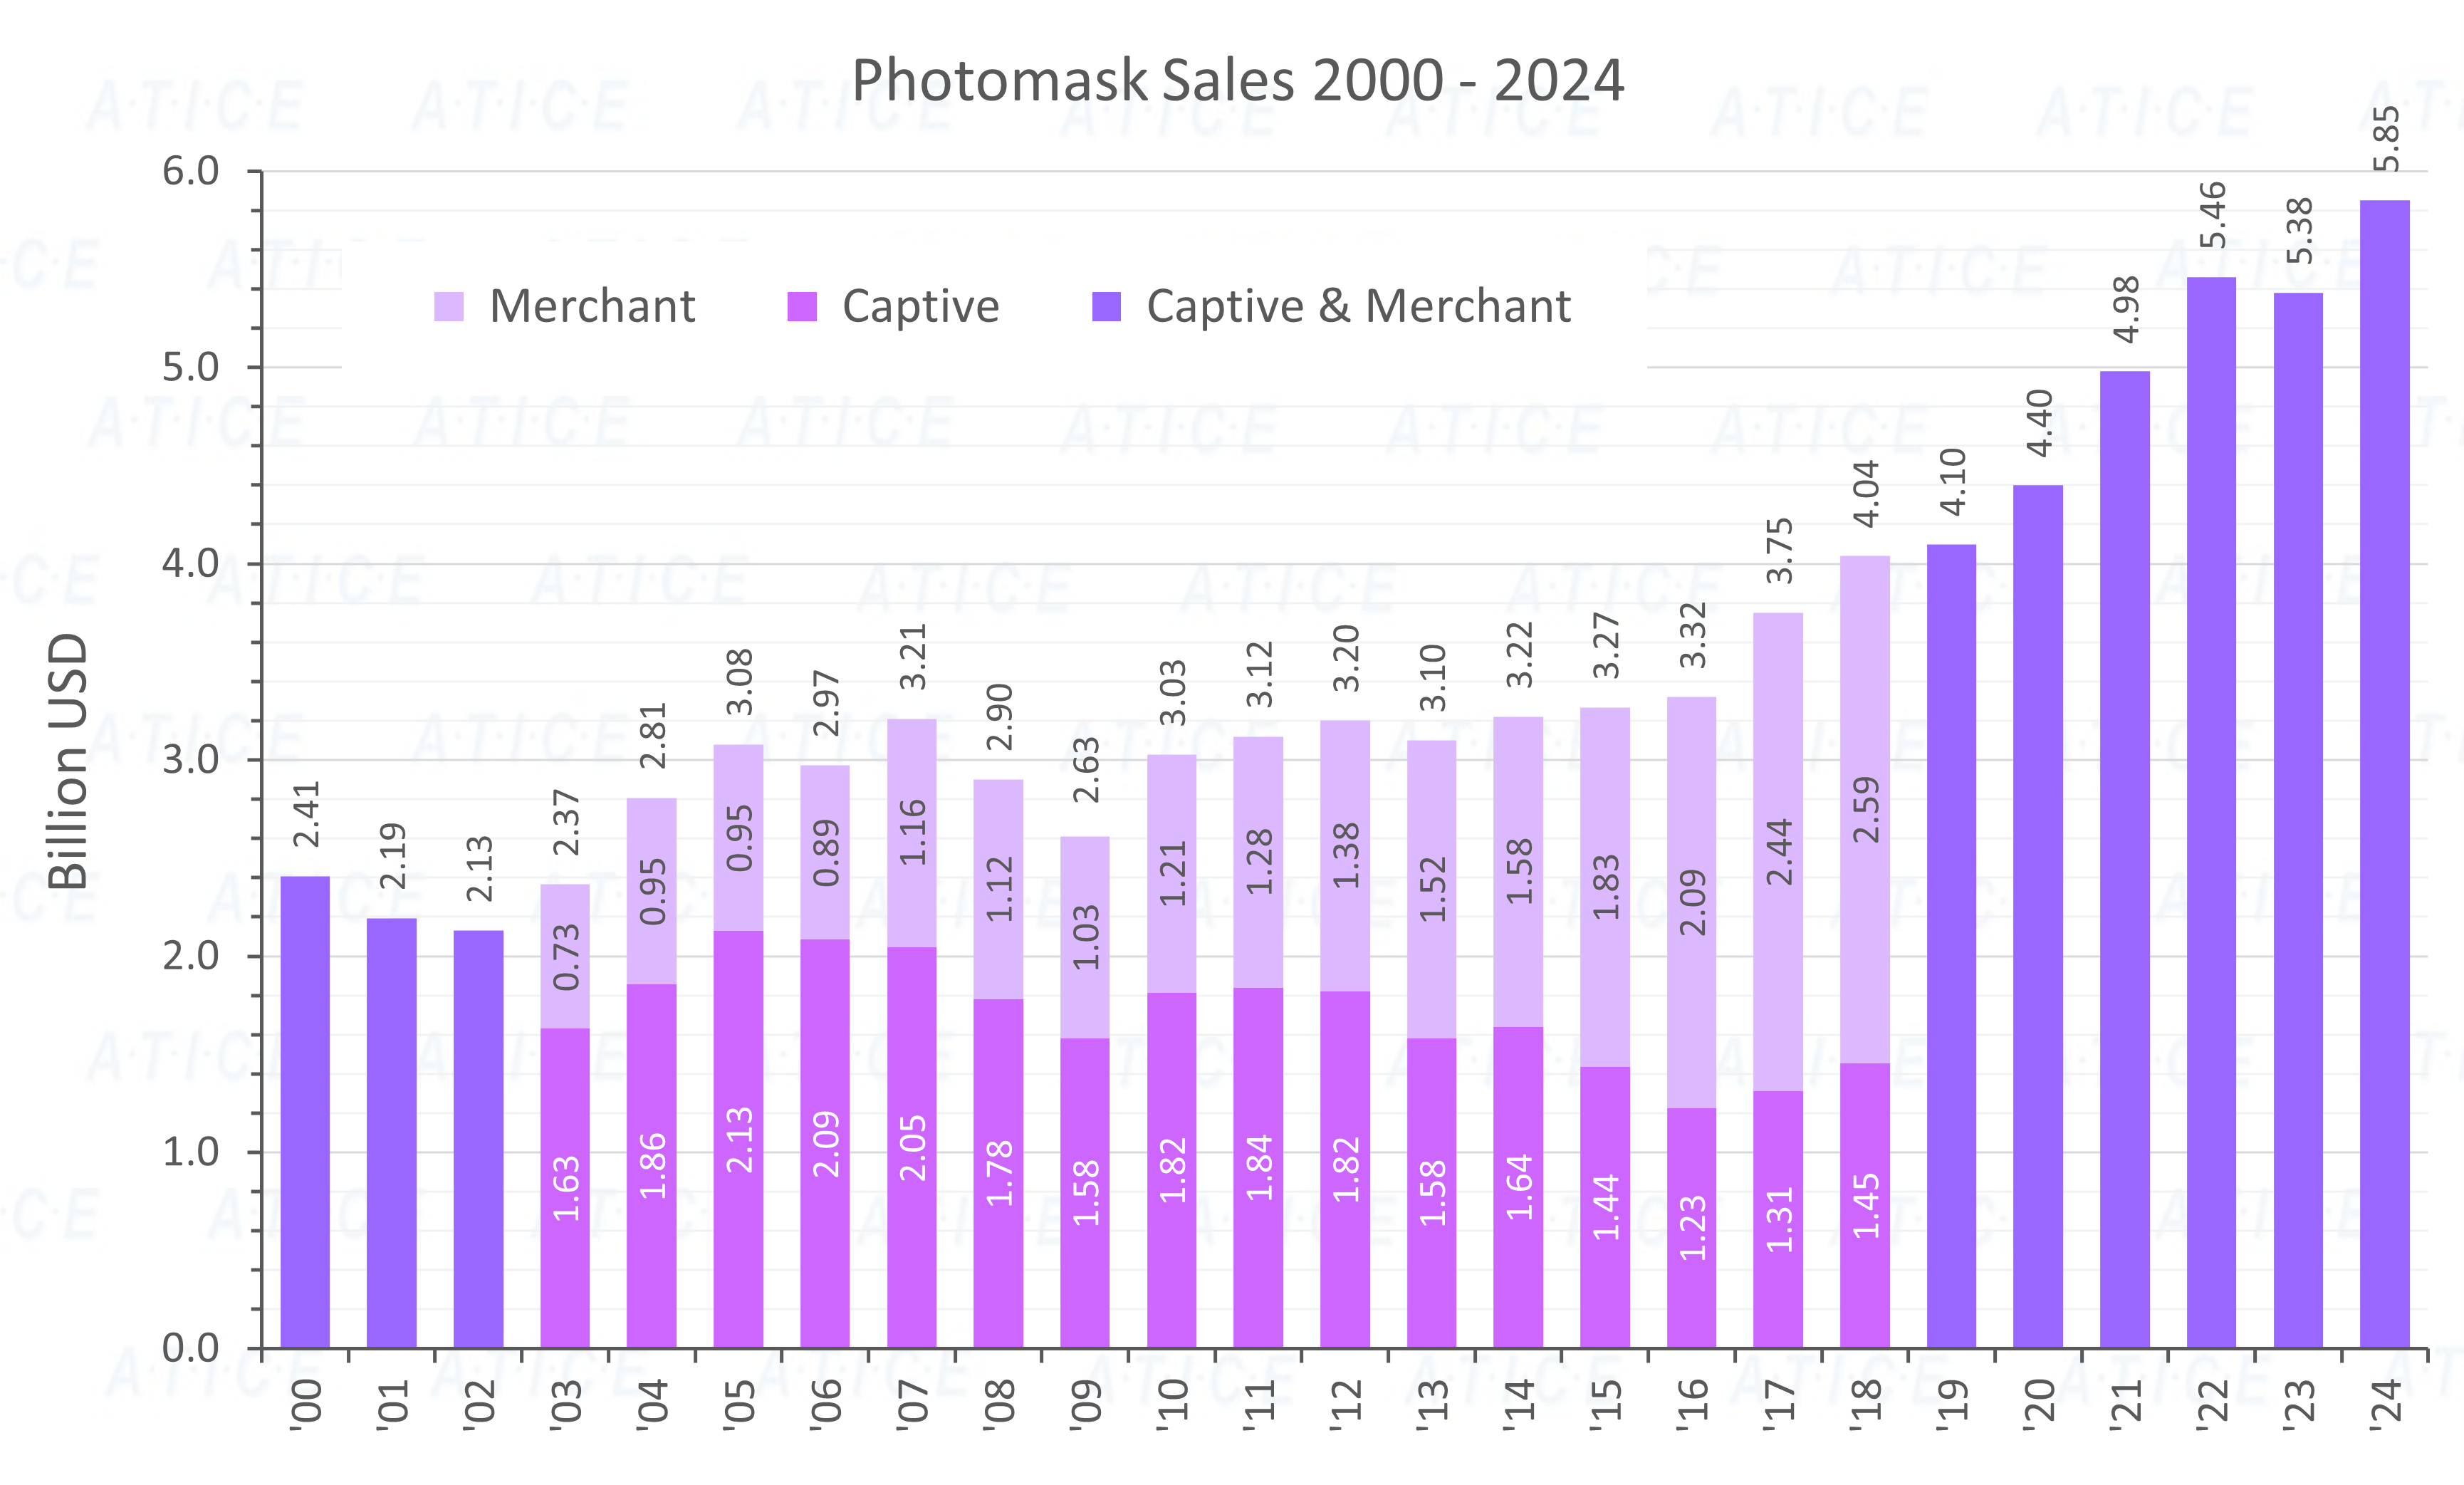 Photomask Sales 2000 - 2024
Billion USD
6.0
5.0
4.0
3.0
2.0
1.0
0.0
Merchant Captive Captive & Merchant
2.41 2.19 2.13 2.37 2.81 3.08 2.97 3.21 2.90 2.63 3.03 3.12 3.20 3.10 3.22 3.27 3.32 3.75 4.04 4.10 4.40 4.98 5.46 5.38 5.85
0.73 0.95 0.95 0.89 1.16 1.12 1.03 1.21 1.28 1.38 1.52 1.58 1.83 2.09 2.44 2.59
1.63 1.86 2.13 2.09 2.05 1.78 1.58 1.82 1.84 1.82 1.58 1.64 1.44 1.23 1.31 1.45
'00 '01 '02 '03 '04 '05 '06 '07 '08 '09 '10 '11 '12 '13 '14 '15 '16 '17 '18 '19 '20 '21 '22 '23 '24
A·T·I·C·E